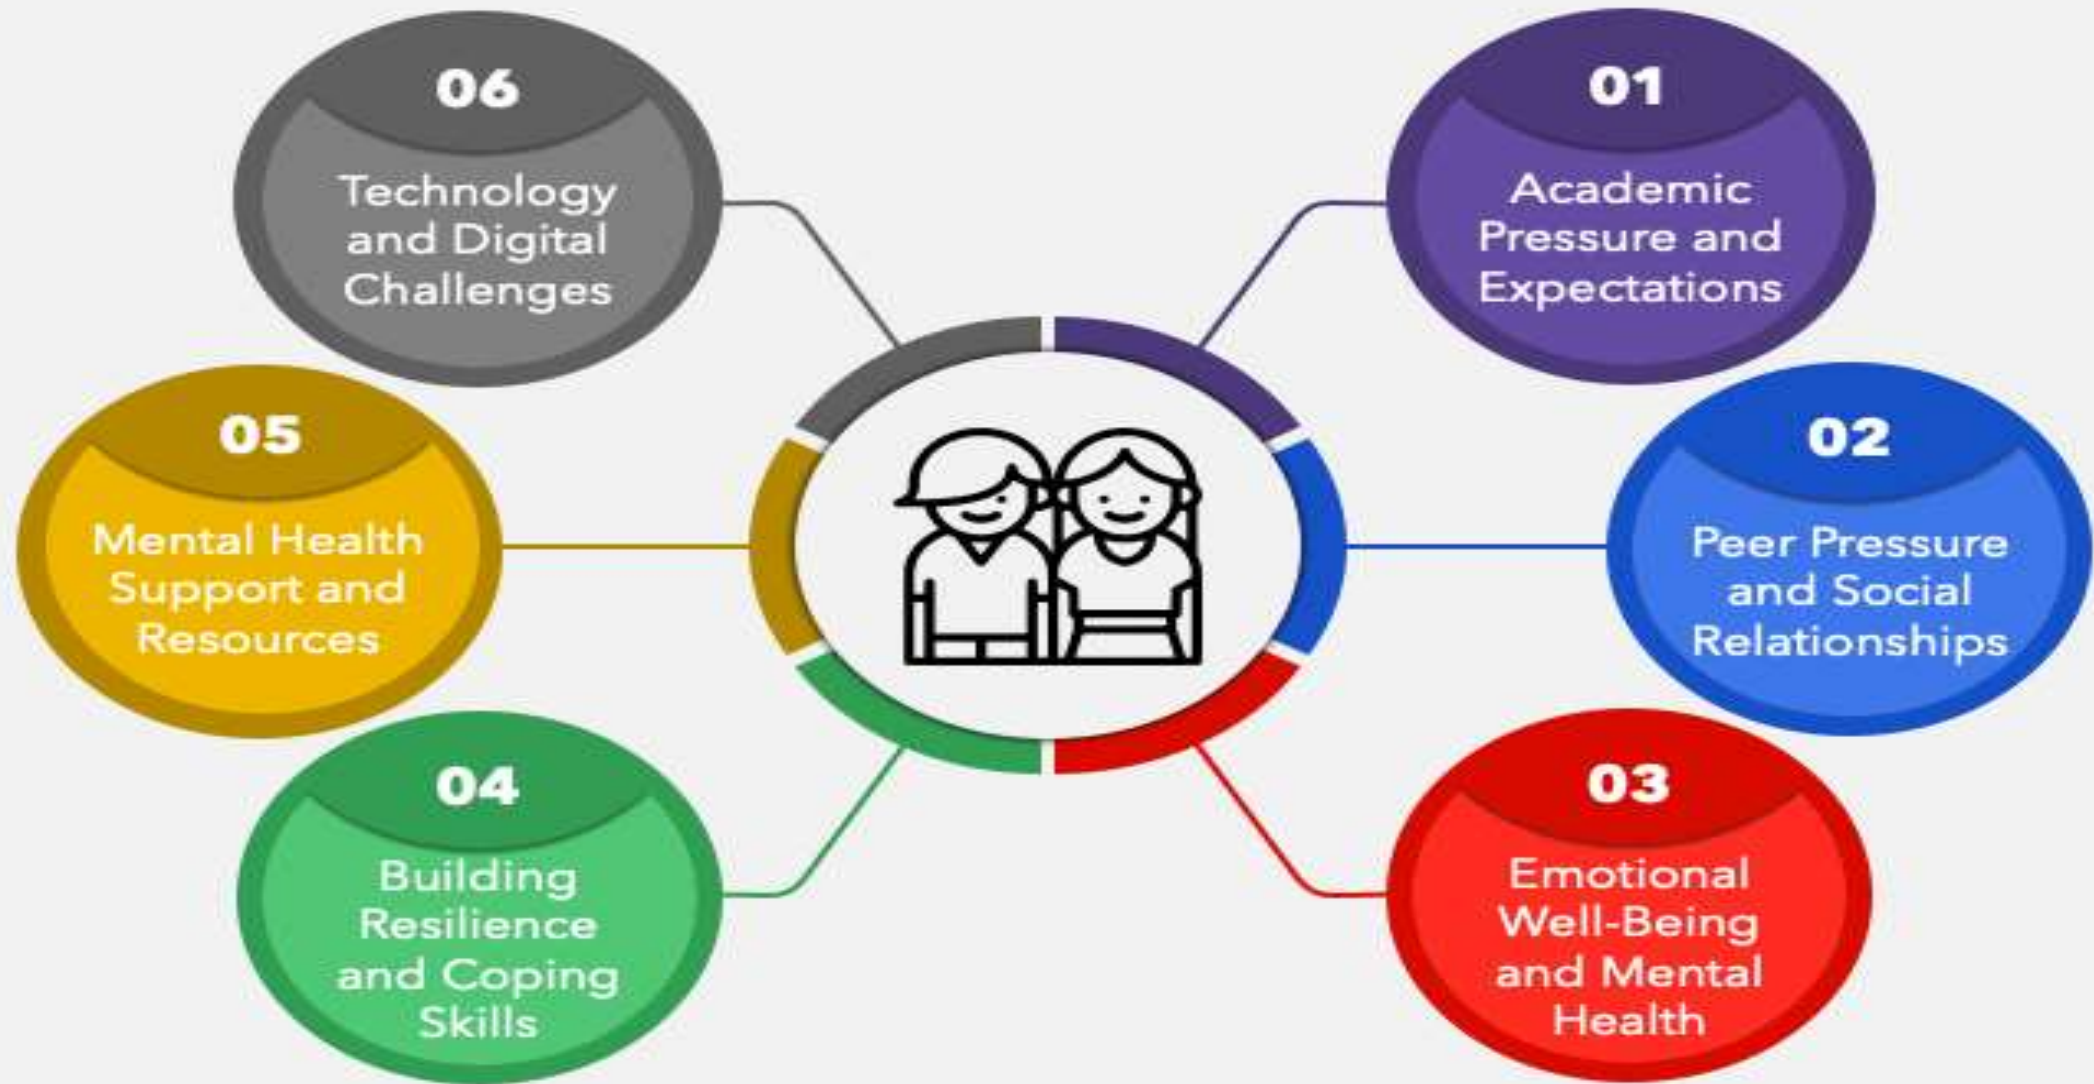 01
Academic
Pressure and
Expectations
02
Peer Pressure
and Social
Relationships
03
Emotional
Well-Being
and Mental
Health
04
Building
Resilience
and Coping
Skills
05
Mental Health
Support and
Resources
06
Technology
and Digital
Challenges